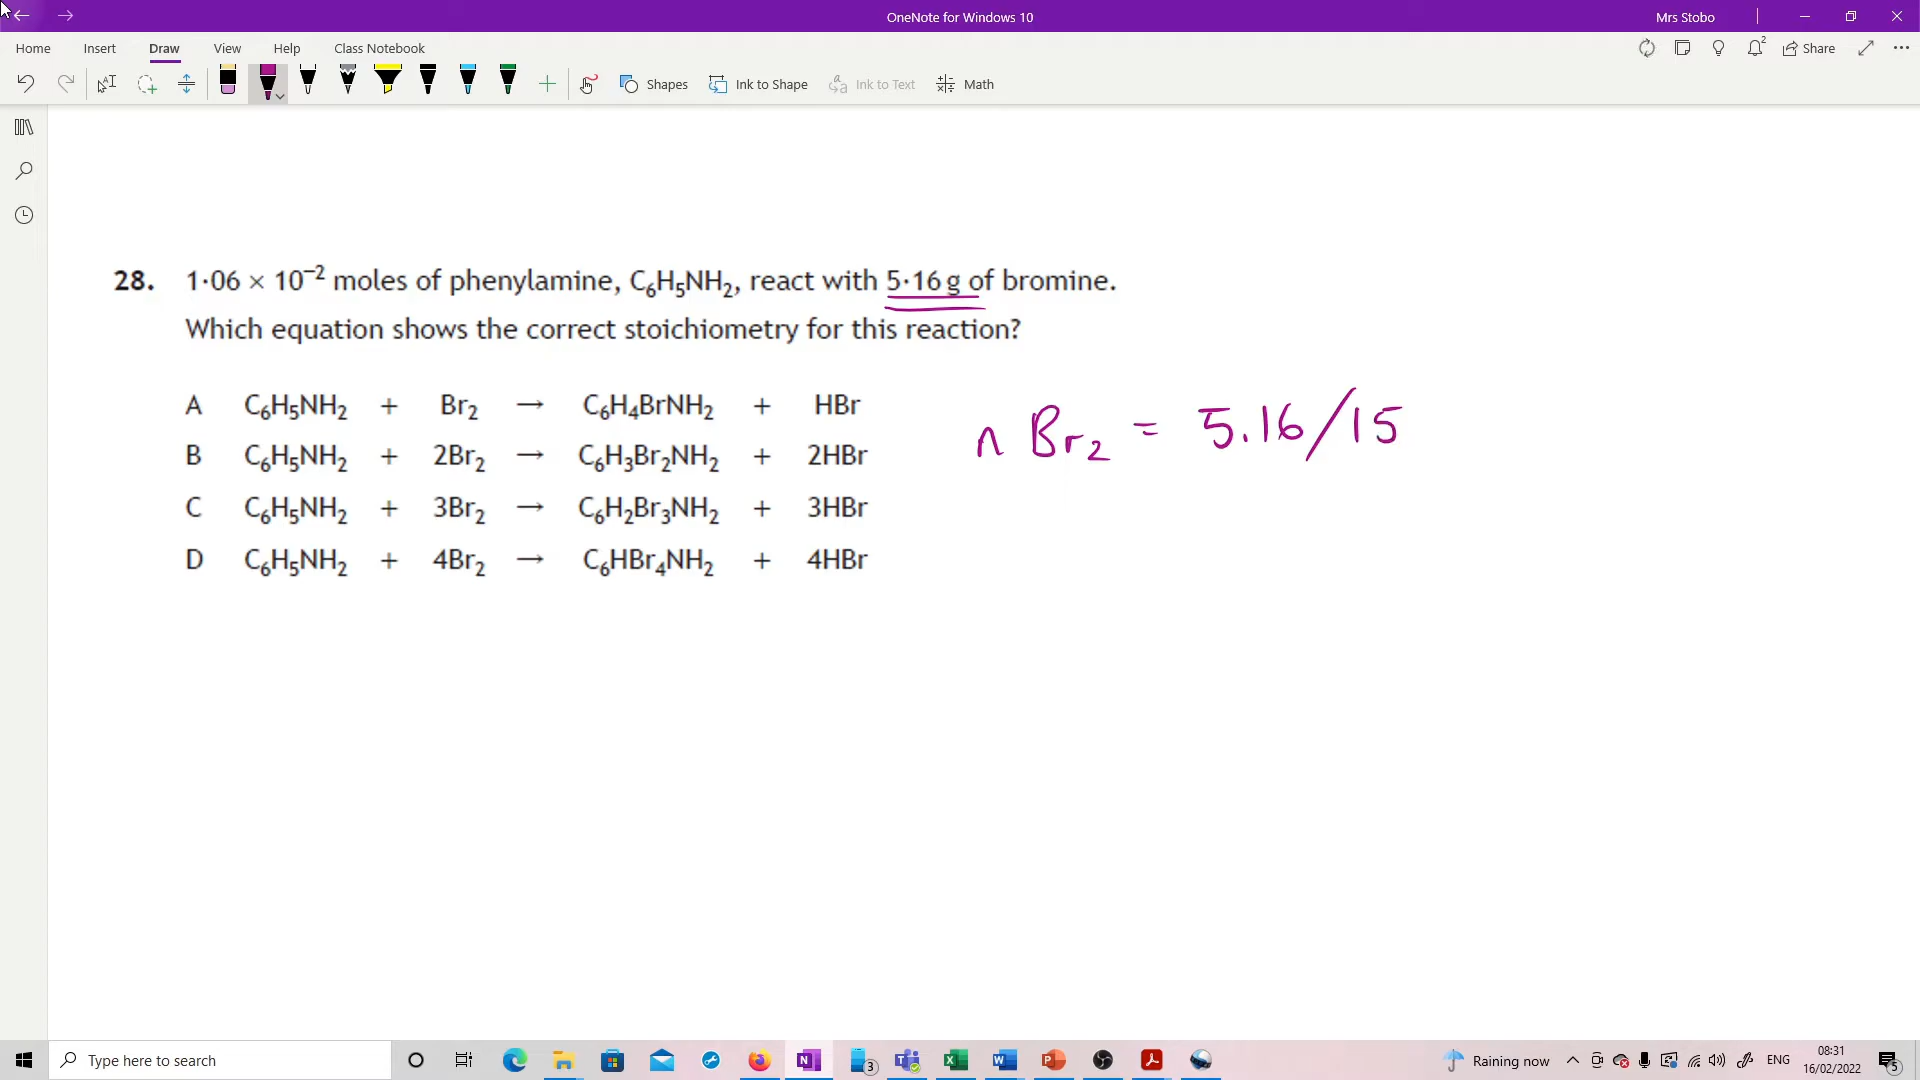 OneNote for Windows 10
Mrs Stobo
Home Insert Draw View Help Class Notebook
2
Share
Shapes Ink to Shape Ink to Text Math
28. 1·06 × 10⁻² moles of phenylamine, C₆H₅NH₂, react with 5·16 g of bromine.
Which equation shows the correct stoichiometry for this reaction?
A C₆H₅NH₂ + Br₂ → C₆H₄BrNH₂ + HBr
B C₆H₅NH₂ + 2Br₂ → C₆H₃Br₂NH₂ + 2HBr
C C₆H₅NH₂ + 3Br₂ → C₆H₂Br₃NH₂ + 3HBr
D C₆H₅NH₂ + 4Br₂ → C₆HBr₄NH₂ + 4HBr
n Br₂ = 5.16/15
Type here to search
3
Raining now
ENG
08:31
16/02/2022
5